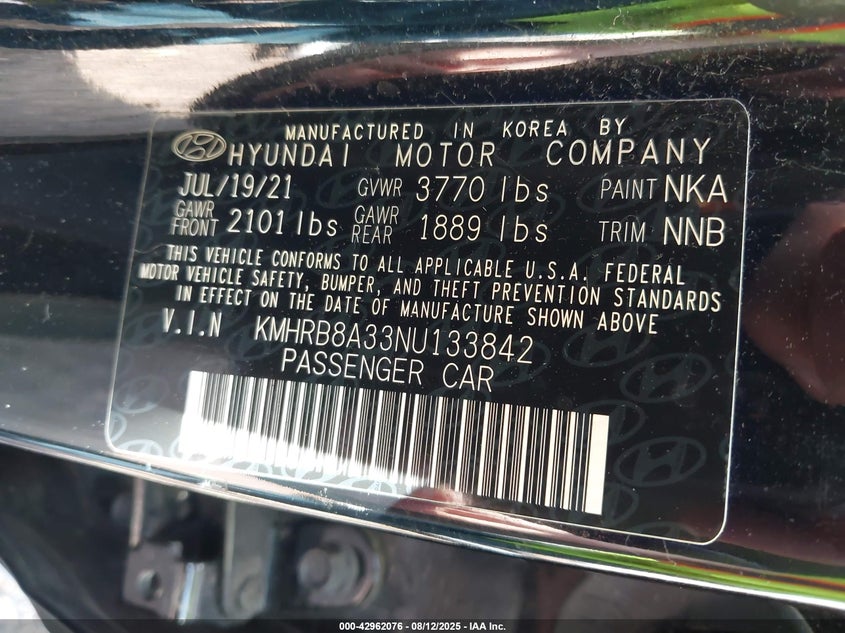 MANUFACTURED IN KOREA BY
HYUNDAI MOTOR COMPANY
JUL/19/21 GVWR 3770 lbs PAINT NKA
GAWR FRONT 2101 lbs GAWR REAR 1889 lbs TRIM NNB
THIS VEHICLE CONFORMS TO ALL APPLICABLE U.S.A. FEDERAL
MOTOR VEHICLE SAFETY, BUMPER, AND THEFT PREVENTION STANDARDS
IN EFFECT ON THE DATE OF MANUFACTURE SHOWN ABOVE
V.I.N KMHRB8A33NU133842
PASSENGER CAR
000-42962076 - 08/12/2025 - IAA Inc.